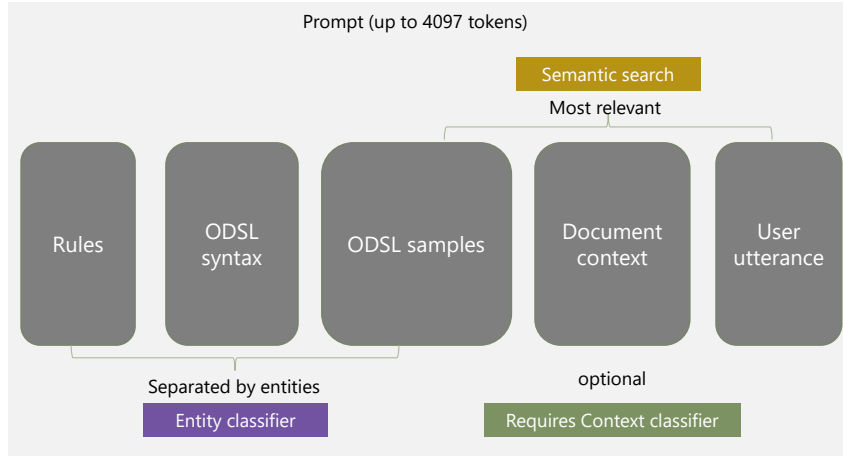 Prompt (up to 4097 tokens)
Semantic search
Most relevant
Rules
ODSL
syntax
ODSL samples
Document
context
User
utterance
Separated by entities
Entity classifier
optional
Requires Context classifier